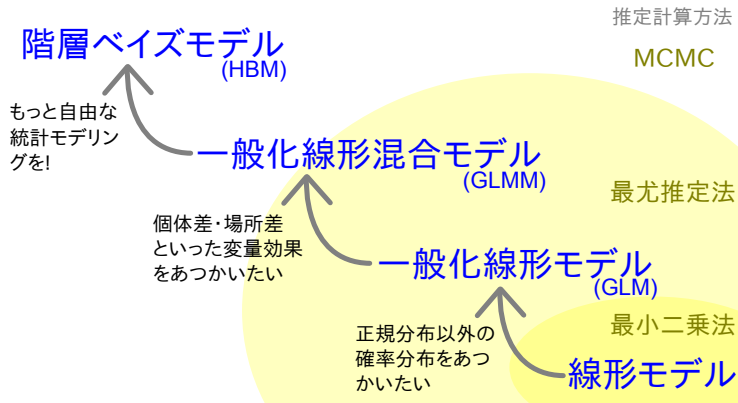 推定計算方法
階層ベイズモデル
(HBM)
MCMC
もっと自由な
統計モデリン
グを!
一般化線形混合モデル
(GLMM)
最尤推定法
個体差・場所差
といった変量効果
をあつかいたい
一般化線形モデル
(GLM)
最小二乗法
正規分布以外の
確率分布をあつ
かいたい
線形モデル